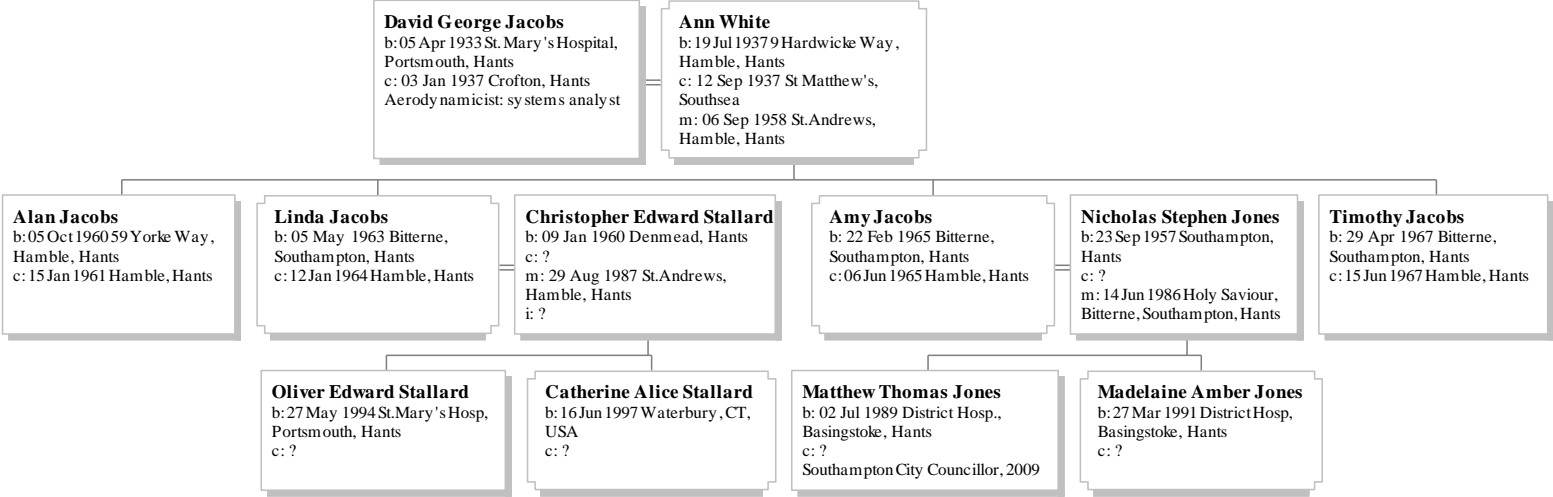 David George Jacobs
b: 05 Apr 1933 St. Mary's Hospital,
Portsmouth, Hants
c: 03 Jan 1937 Crofton, Hants
Aerodynamicist: systems analyst
Ann White
b: 19 Jul 1937 9 Hardwicke Way,
Hamble, Hants
c: 12 Sep 1937 St Matthew's,
Southsea
m: 06 Sep 1958 St.Andrews,
Hamble, Hants
Alan Jacobs
b: 05 Oct 1960 59 Yorke Way,
Hamble, Hants
c: 15 Jan 1961 Hamble, Hants
Linda Jacobs
b: 05 May 1963 Bitterne,
Southampton, Hants
c: 12 Jan 1964 Hamble, Hants
Christopher Edward Stallard
b: 09 Jan 1960 Denmead, Hants
c: ?
m: 29 Aug 1987 St.Andrews,
Hamble, Hants
i: ?
Amy Jacobs
b: 22 Feb 1965 Bitterne,
Southampton, Hants
c: 06 Jun 1965 Hamble, Hants
Nicholas Stephen Jones
b: 23 Sep 1957 Southampton,
Hants
c: ?
m: 14 Jun 1986 Holy Saviour,
Bitterne, Southampton, Hants
Timothy Jacobs
b: 29 Apr 1967 Bitterne,
Southampton, Hants
c: 15 Jun 1967 Hamble, Hants
Oliver Edward Stallard
b: 27 May 1994 St.Mary's Hosp,
Portsmouth, Hants
c: ?
Catherine Alice Stallard
b: 16 Jun 1997 Waterbury, CT,
USA
c: ?
Matthew Thomas Jones
b: 02 Jul 1989 District Hosp.,
Basingstoke, Hants
c: ?
Southampton City Councillor, 2009
Madelaine Amber Jones
b: 27 Mar 1991 District Hosp,
Basingstoke, Hants
c: ?